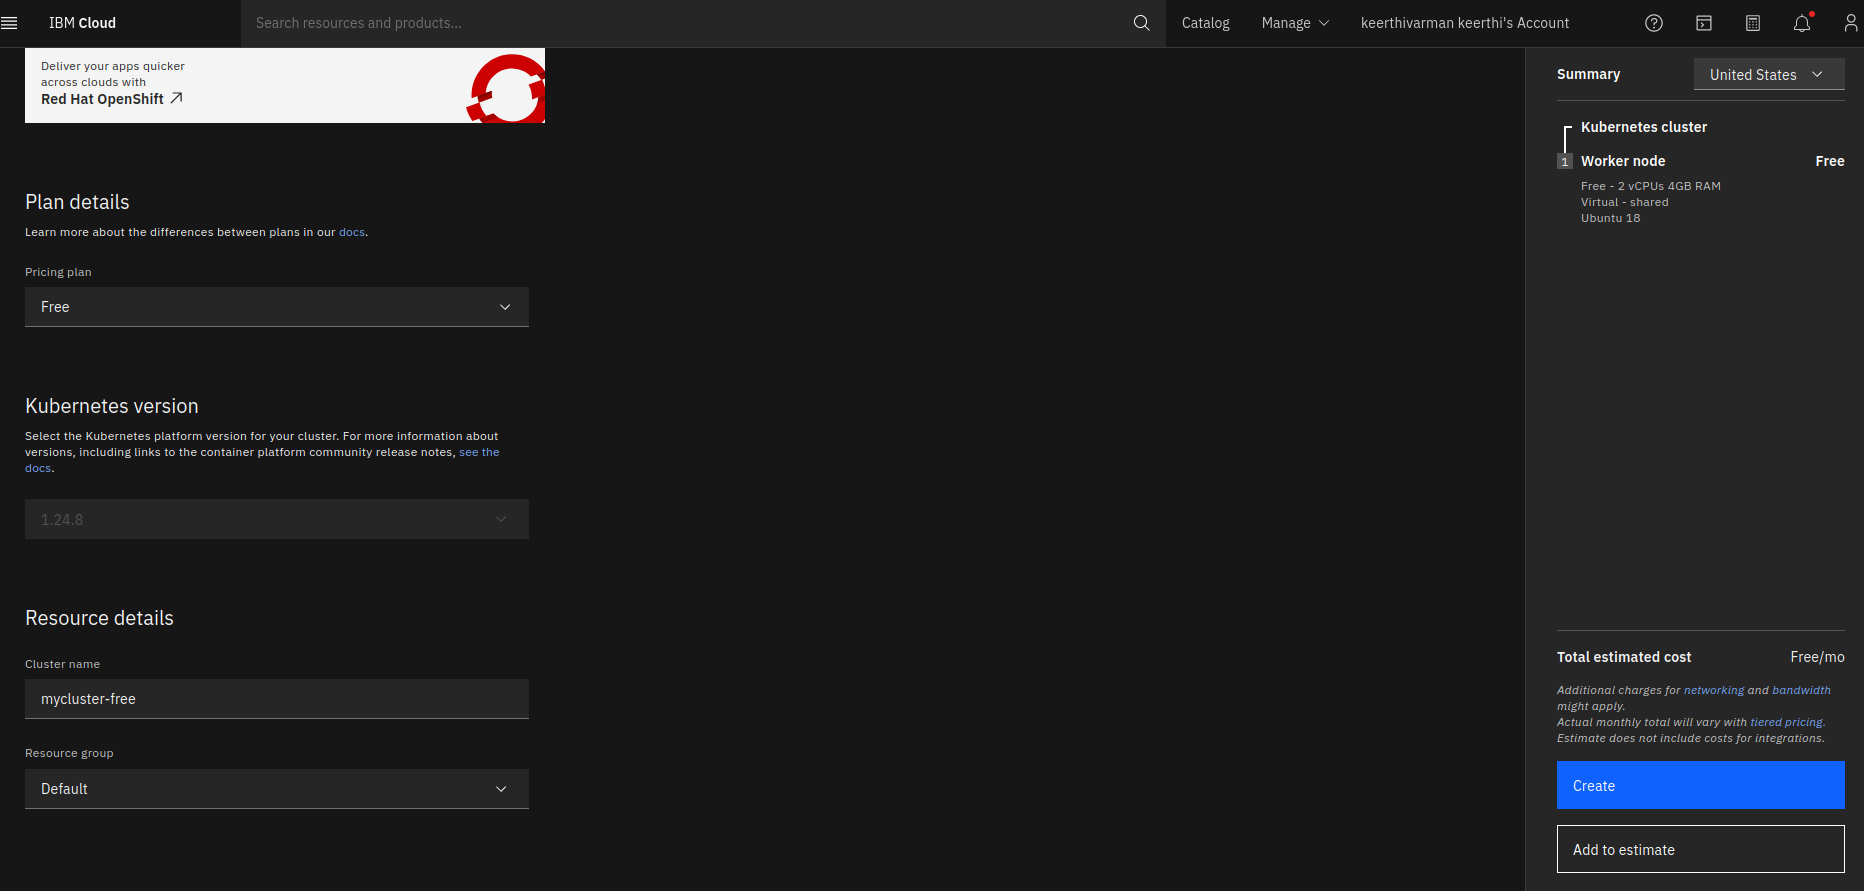 IBM Cloud
Search resources and products...
Catalog
Manage
keerthivarman keerthi's Account
Deliver your apps quicker
across clouds with
Red Hat OpenShift
Plan details
Learn more about the differences between plans in our docs.
Pricing plan
Free
Kubernetes version
Select the Kubernetes platform version for your cluster. For more information about
versions, including links to the container platform community release notes, see the
docs.
1.24.8
Resource details
Cluster name
mycluster-free
Resource group
Default
Summary
United States
Kubernetes cluster
1 Worker node Free
Free - 2 vCPUs 4GB RAM
Virtual - shared
Ubuntu 18
Total estimated cost Free/mo
Additional charges for networking and bandwidth
might apply.
Actual monthly total will vary with tiered pricing.
Estimate does not include costs for integrations.
Create
Add to estimate